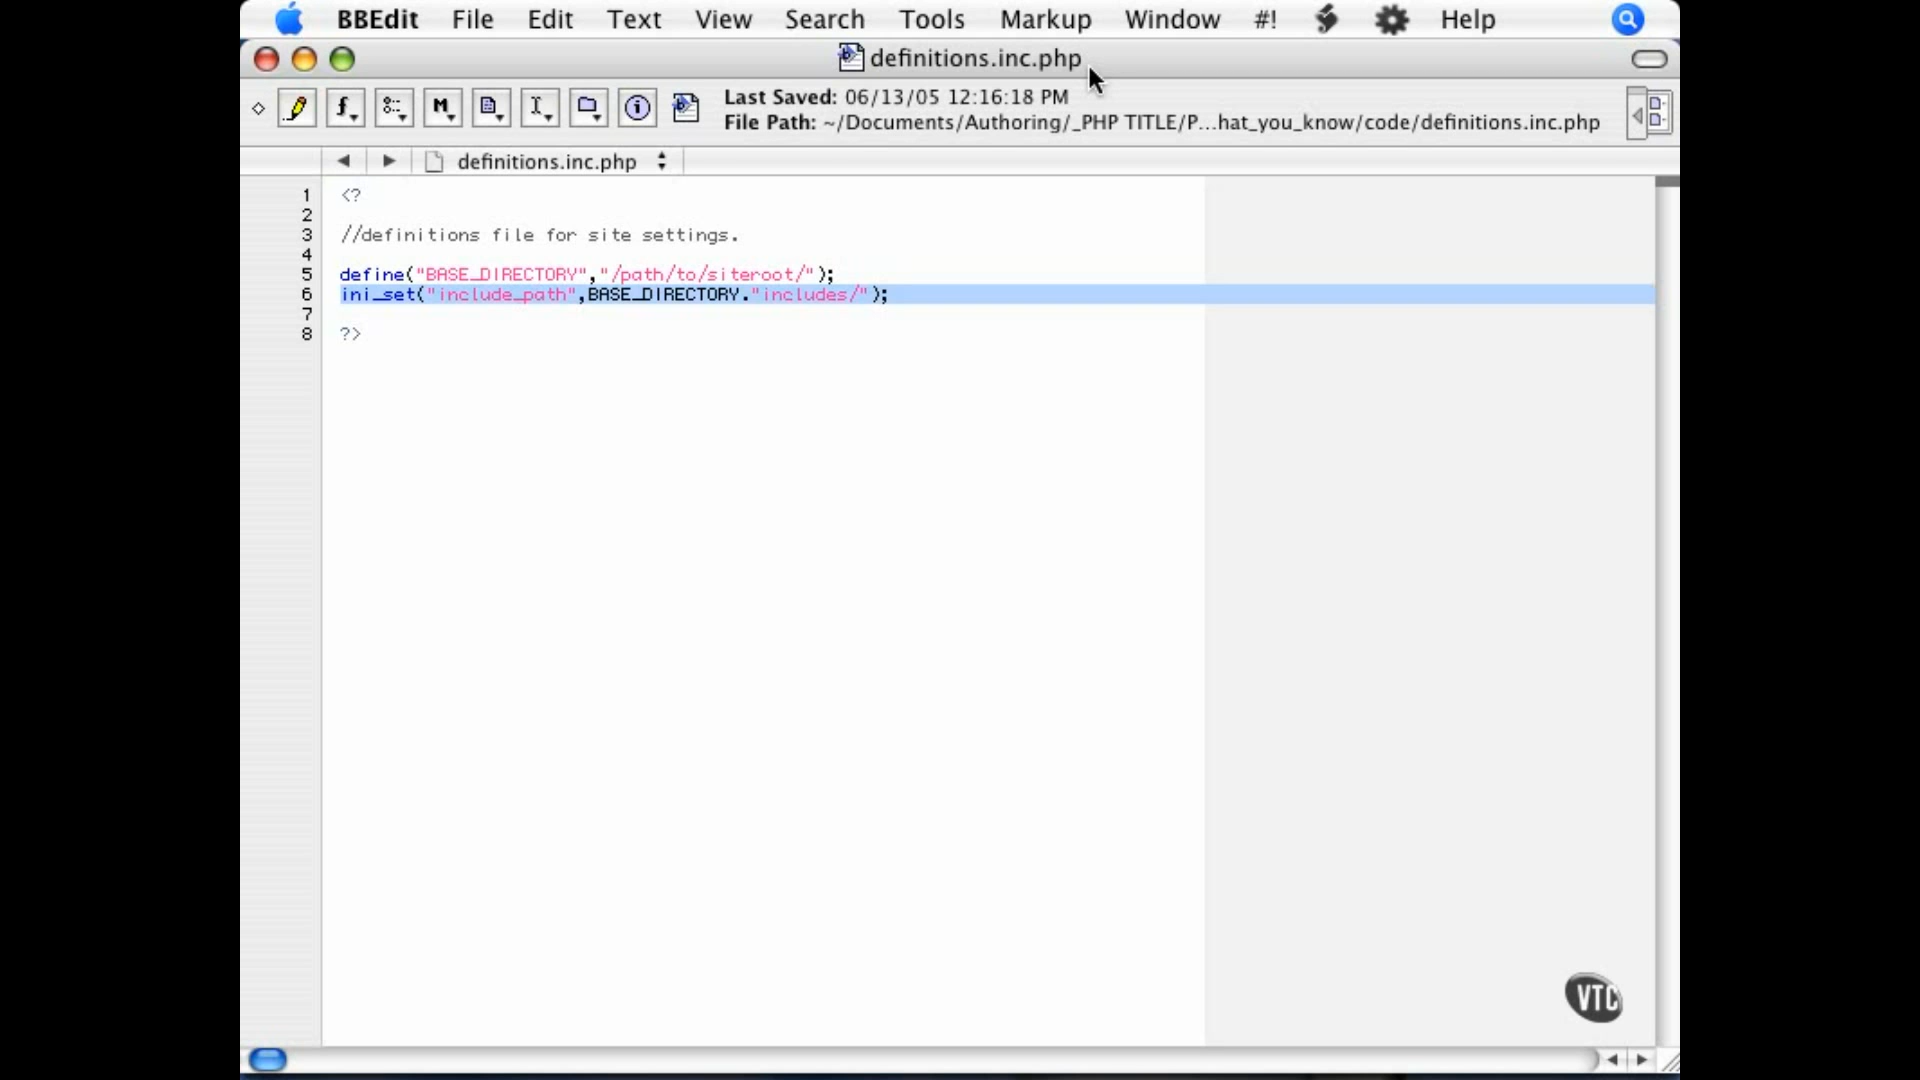 BBEdit File Edit Text View Search Tools Markup Window #! Help
definitions.inc.php
Last Saved: 06/13/05 12:16:18 PM
File Path: ~/Documents/Authoring/_PHP TITLE/P...hat_you_know/code/definitions.inc.php
definitions.inc.php
1 <?
2
3 //definitions file for site settings.
4
5 define("BASE_DIRECTORY","/path/to/siteroot/");
6 ini_set("include_path",BASE_DIRECTORY."includes/");
7
8 ?>
VTC